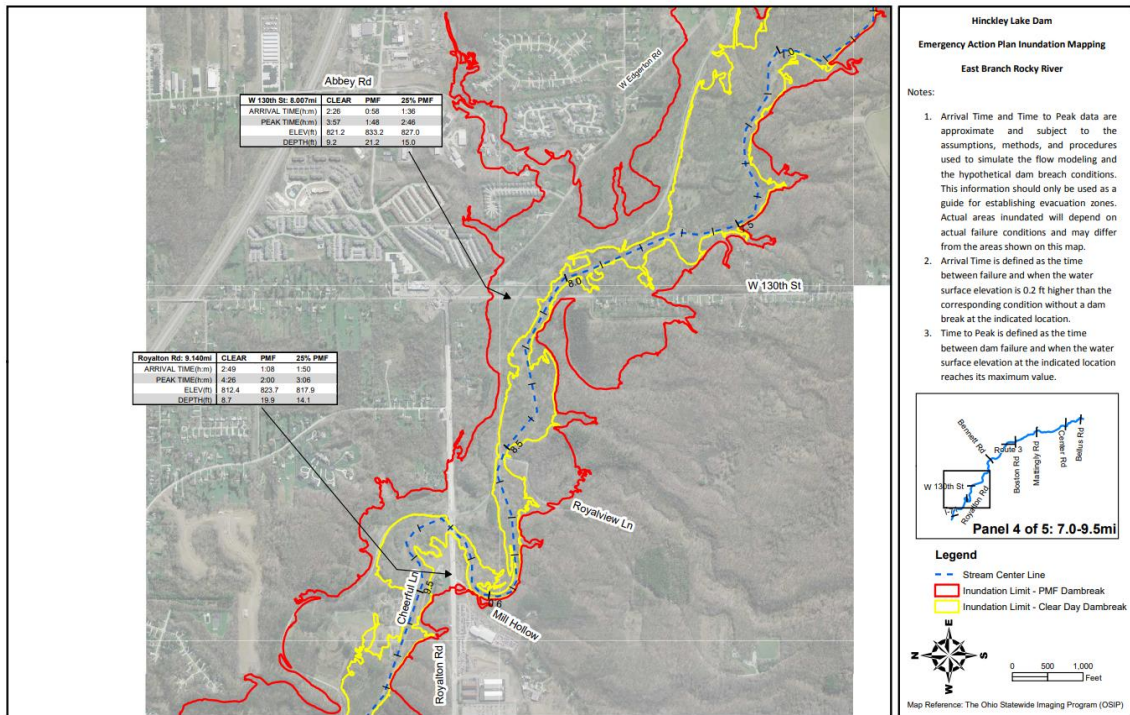 Abbey Rd
W Edgerton Rd
W 130th St: 8.007mi CLEAR PMF 25% PMF
ARRIVAL TIME(h:m) 2:26 0:58 1:36
PEAK TIME(h:m) 3:57 1:48 2:46
ELEV(ft) 821.2 833.2 827.0
DEPTH(ft) 9.2 21.2 15.0
8.0
W 130th St
Royalton Rd: 9.140mi CLEAR PMF 25% PMF
ARRIVAL TIME(h:m) 2:49 1:08 1:50
PEAK TIME(h:m) 4:26 2:00 3:06
ELEV(ft) 812.4 823.7 817.9
DEPTH(ft) 8.7 19.9 14.1
8.5
Royalview Ln
Cheerful Ln
9.5
Mill Hollow
Royalton Rd
Hinckley Lake Dam
Emergency Action Plan Inundation Mapping
East Branch Rocky River
Notes:
1. Arrival Time and Time to Peak data are
approximate and subject to the
assumptions, methods, and procedures
used to simulate the flow modeling and
the hypothetical dam breach conditions.
This information should only be used as a
guide for establishing evacuation zones.
Actual areas inundated will depend on
actual failure conditions and may differ
from the areas shown on this map.
2. Arrival Time is defined as the time
between failure and when the water
surface elevation is 0.2 ft higher than the
corresponding condition without a dam
break at the indicated location.
3. Time to Peak is defined as the time
between dam failure and when the water
surface elevation at the indicated location
reaches its maximum value.
Bennett Rd
Route 3
Boston Rd
Mattingly Rd
Center Rd
Bellus Rd
W 130th St
Royalton Rd
Panel 4 of 5: 7.0-9.5mi
Legend
Stream Center Line
Inundation Limit - PMF Dambreak
Inundation Limit - Clear Day Dambreak
E
N
S
W
0 500 1,000
Feet
Map Reference: The Ohio Statewide Imaging Program (OSIP)